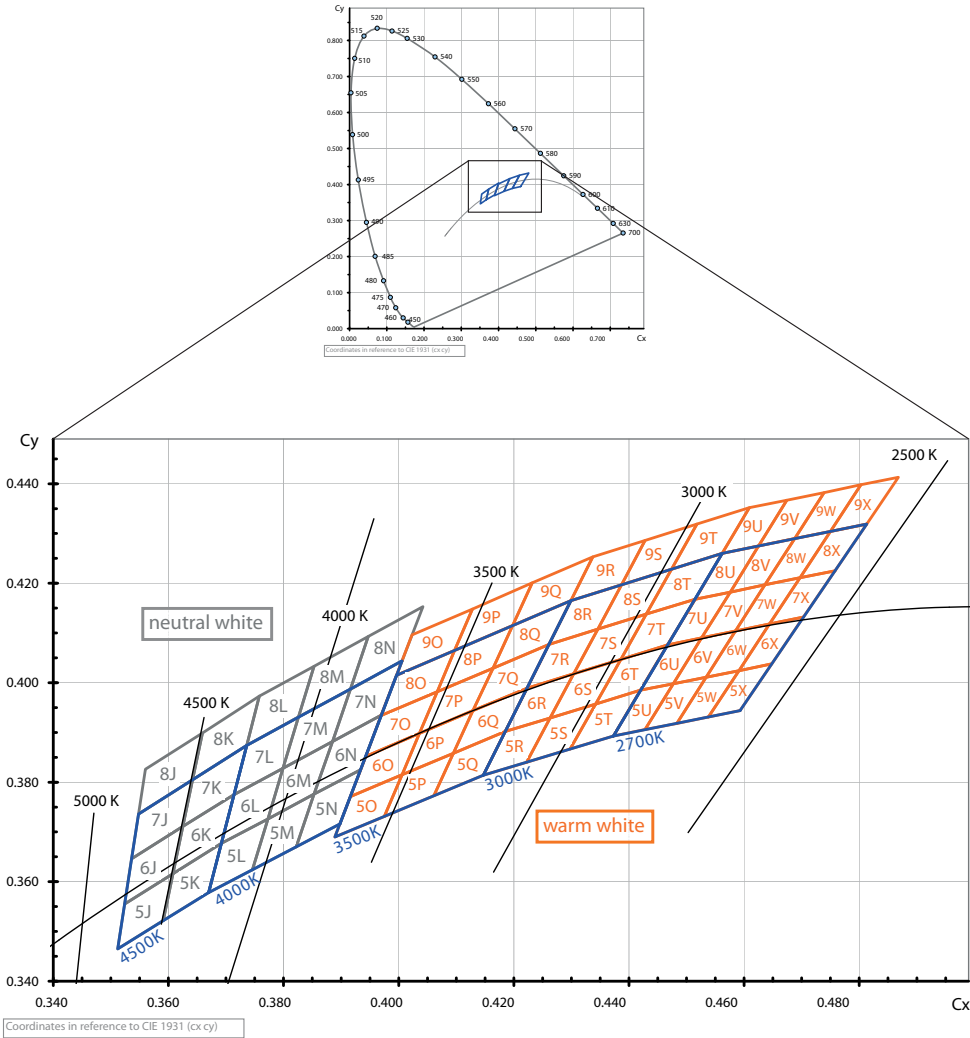 Cy
520
515
525
530
0.800
540
510
0.700
550
505
0.600
560
570
500
0.500
580
590
495
0.400
600
610
490
0.300
630
700
485
0.200
480
0.100
475
470
460
450
0.000
0.000
0.100
0.200
0.300
0.400
0.500
0.600
0.700
Cx
Coordinates in reference to CIE 1931 (cx cy)
Cy
2500 K
0.440
3000 K
9X
9W
9V
9U
9T
9S
9R
9Q
9P
9O
0.420
3500 K
8X
8W
8V
8U
8T
8S
8R
8Q
8P
8O
neutral white
4000 K
8N
8M
8L
8K
8J
7X
7W
7V
7U
7T
7S
7R
7Q
7P
7O
0.400
4500 K
7N
7M
7L
7K
7J
6X
6W
6V
6U
6T
6S
6R
6Q
6P
6O
0.380
5000 K
6N
6M
6L
6K
6J
5X
5W
5V
5U
5T
5S
5R
5Q
5P
5O
5N
5M
5L
5K
5J
2700K
3000K
3500K
4000K
4500K
warm white
0.360
0.340
0.340
0.360
0.380
0.400
0.420
0.440
0.460
0.480
Cx
Coordinates in reference to CIE 1931 (cx cy)